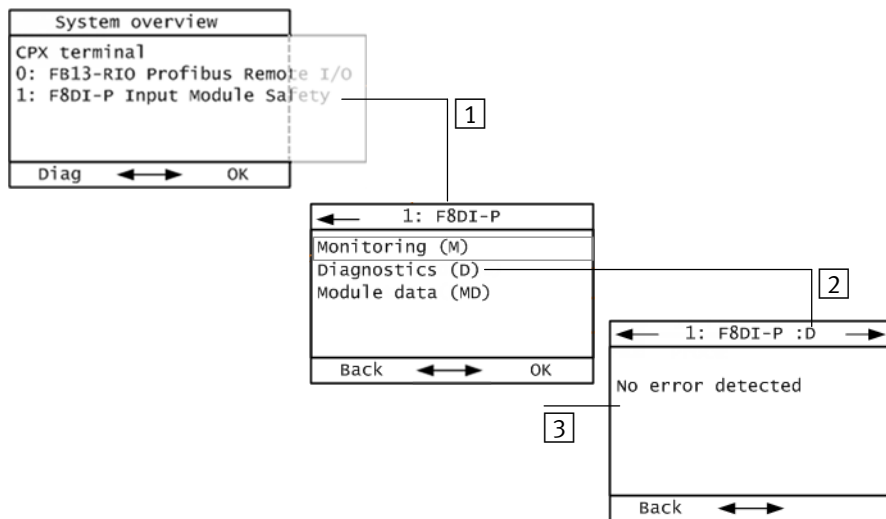 System overview
CPX terminal
0: FB13-RIO Profibus Remote I/O
1: F8DI-P Input Module Safety
Diag OK
1
1: F8DI-P
Monitoring (M)
Diagnostics (D)
Module data (MD)
Back OK
2
1: F8DI-P :D
No error detected
3
Back